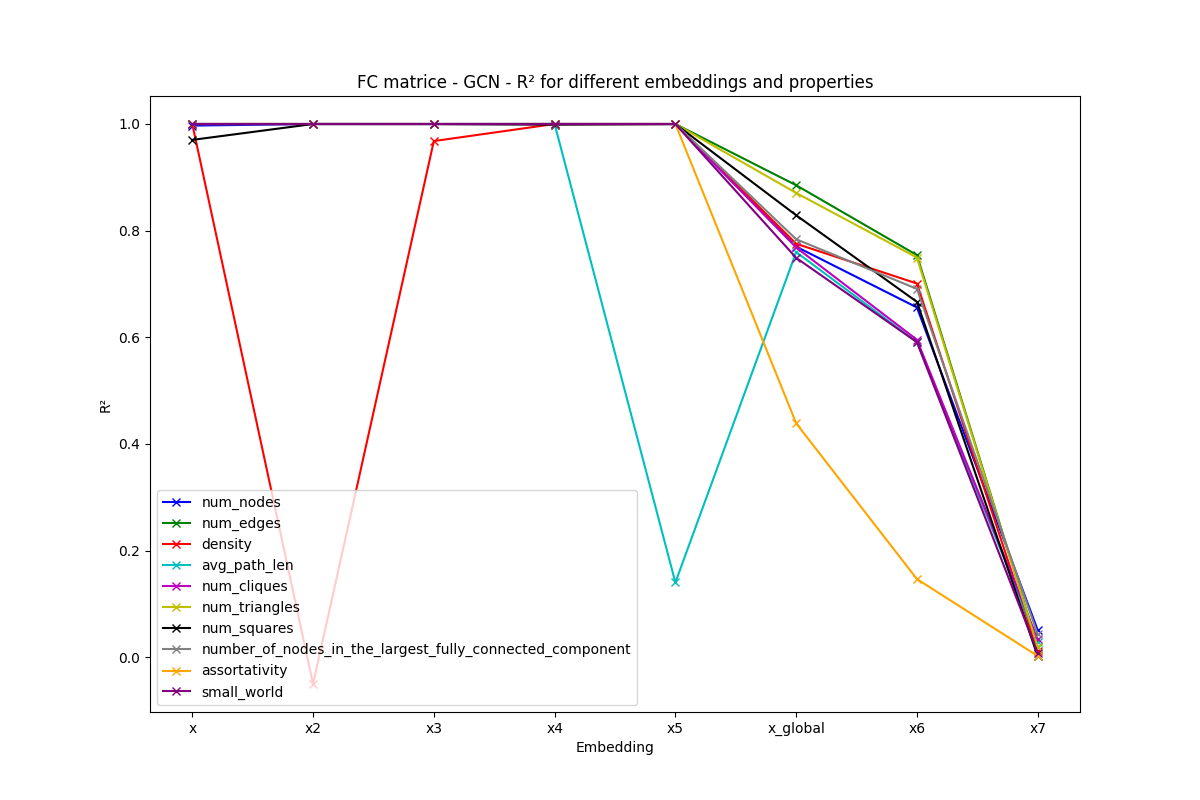 FC matrice - GCN - R² for different embeddings and properties
R²
1.0
0.8
0.6
0.4
0.2
0.0
num_nodes
num_edges
density
avg_path_len
num_cliques
num_triangles
num_squares
number_of_nodes_in_the_largest_fully_connected_component
assortativity
small_world
x x2 x3 x4 x5 x_global x6 x7
Embedding